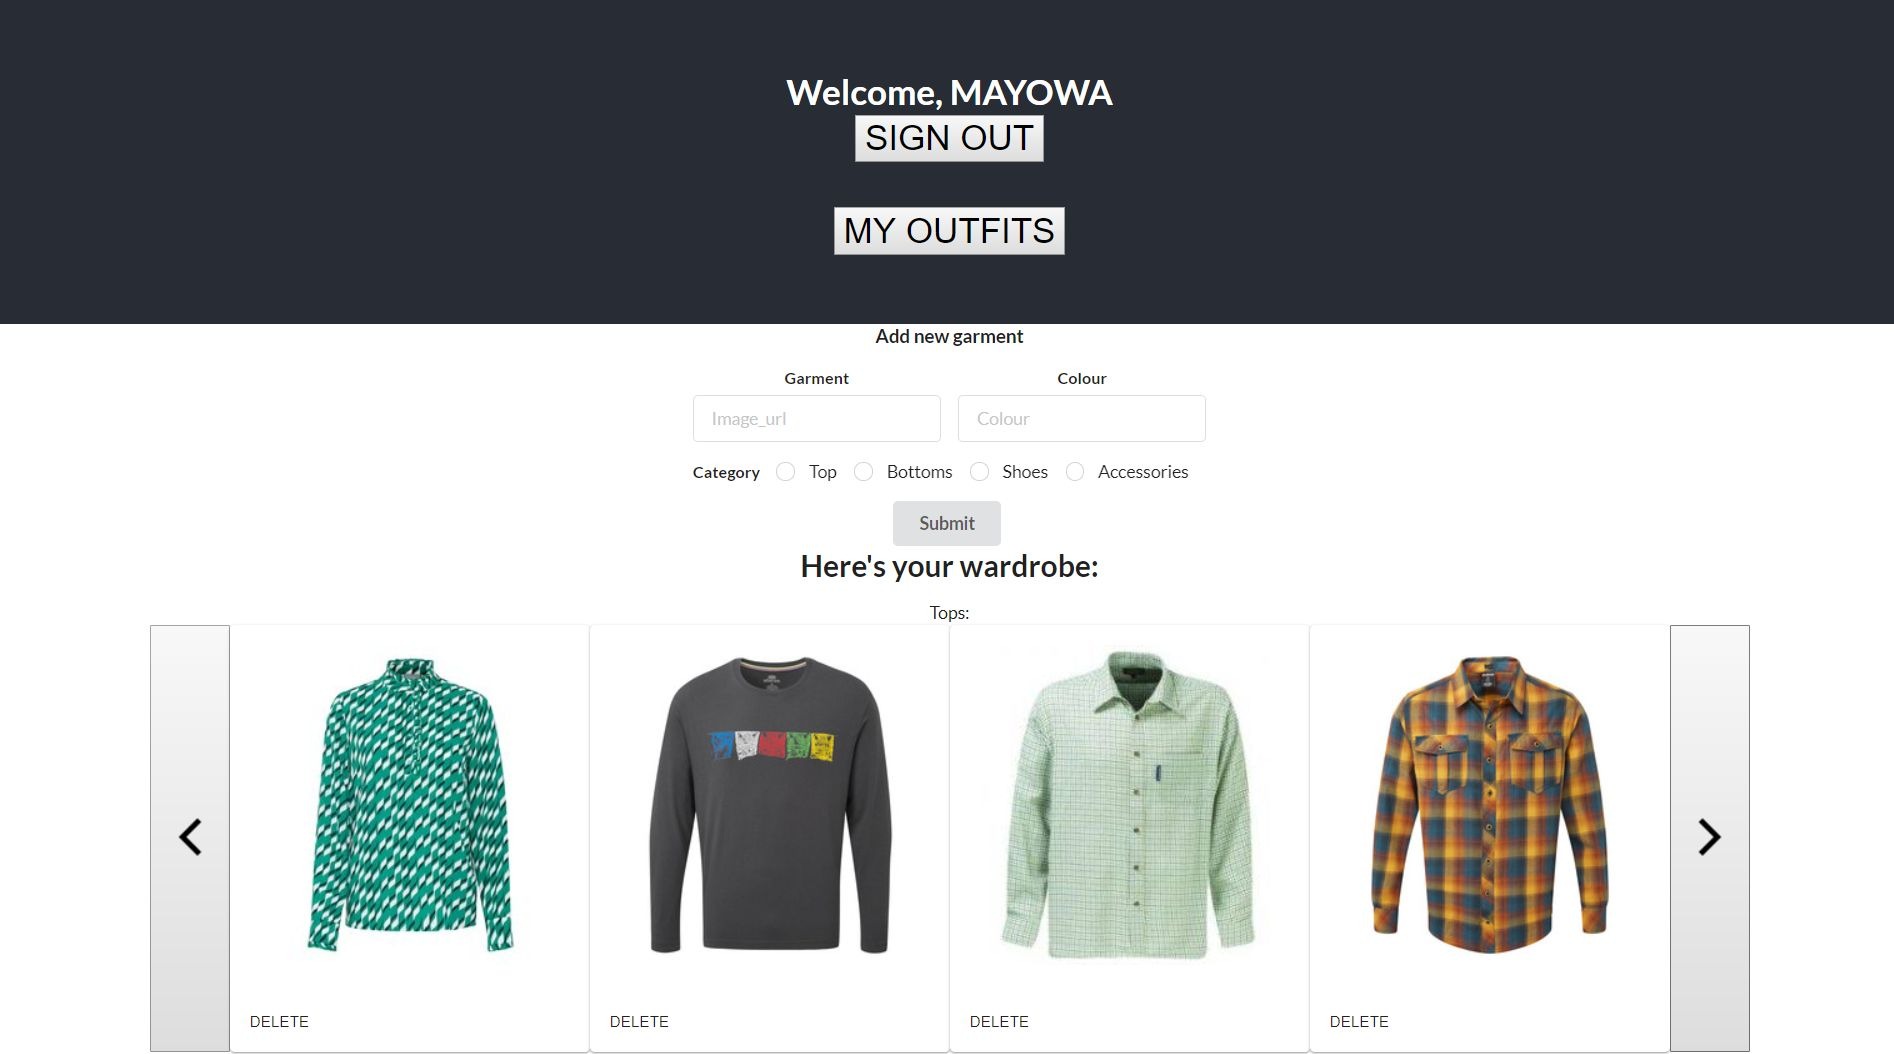 Welcome, MAYOWA
SIGN OUT
MY OUTFITS
Add new garment
Garment Colour
Image_url Colour
Category Top Bottoms Shoes Accessories
Submit
Here's your wardrobe:
Tops:
DELETE DELETE DELETE DELETE